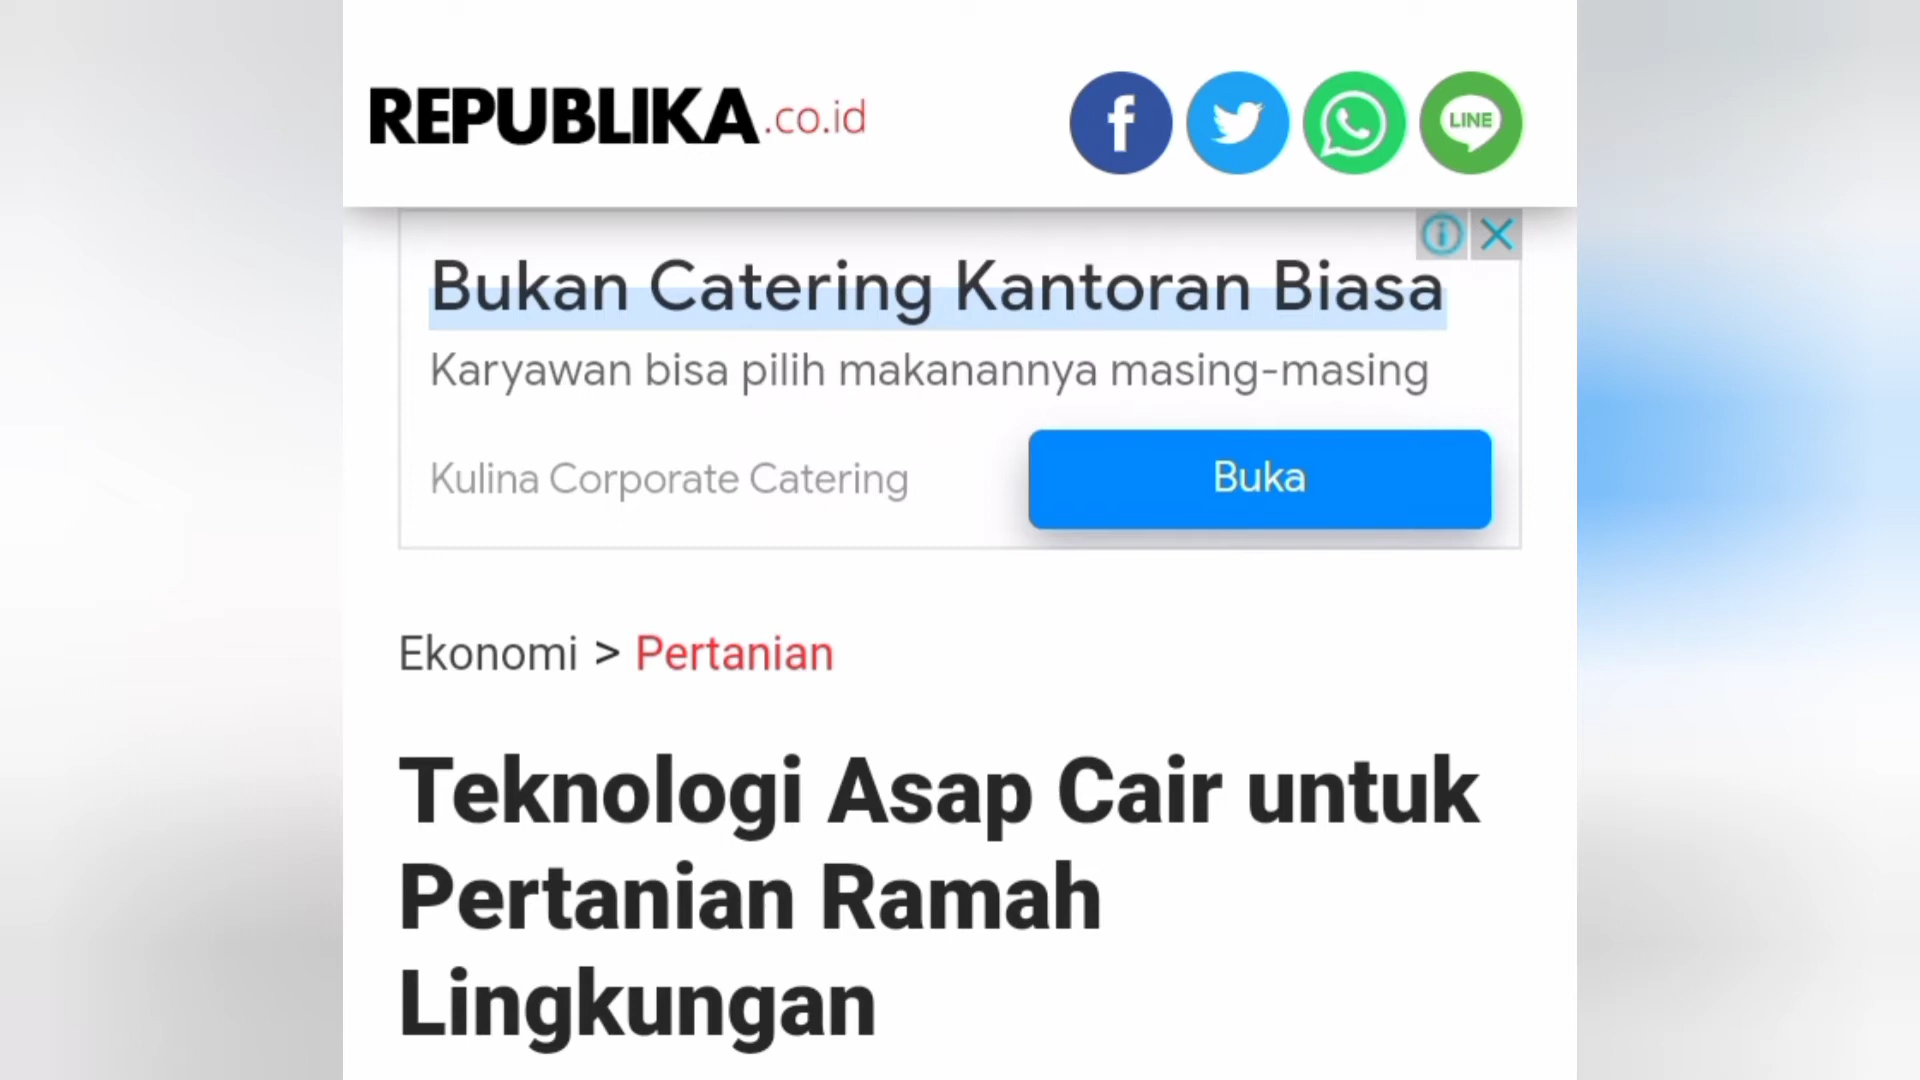 REPUBLIKA.co.id
f
LINE
Bukan Catering Kantoran Biasa
Karyawan bisa pilih makanannya masing-masing
Kulina Corporate Catering
Buka
Ekonomi > Pertanian
Teknologi Asap Cair untuk
Pertanian Ramah
Lingkungan